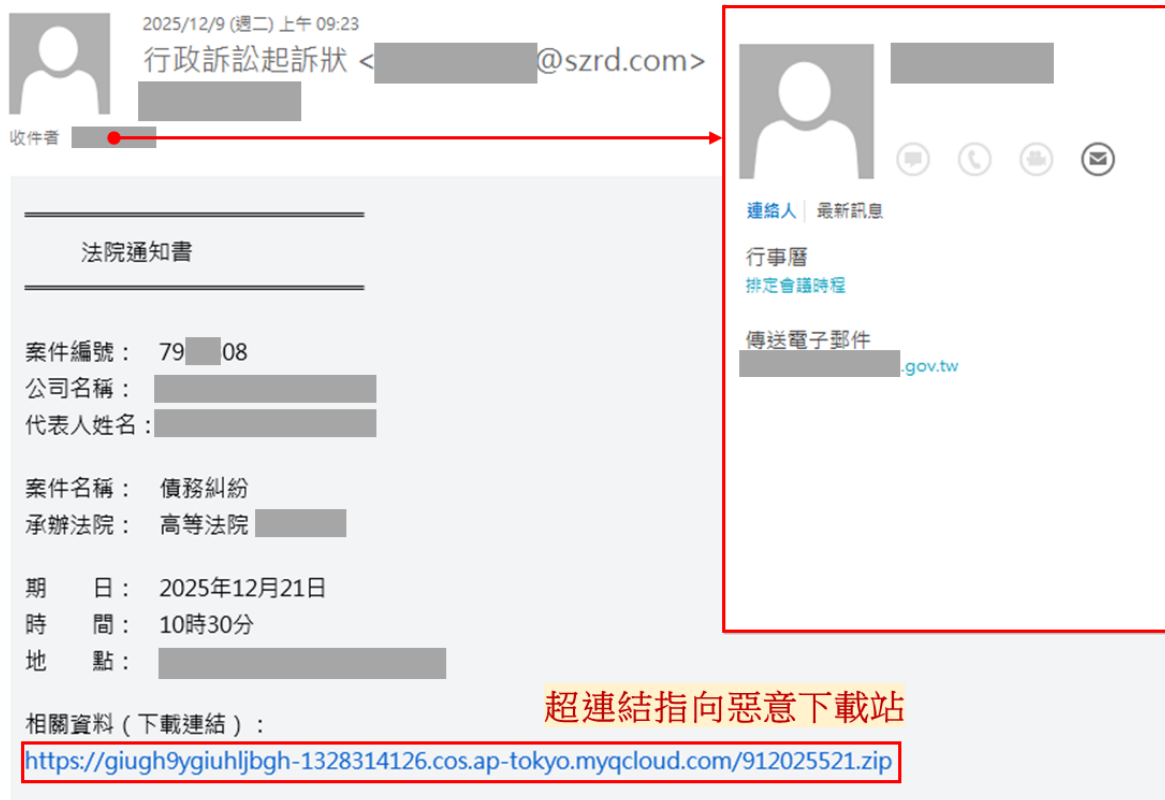 2025/12/9 (週二) 上午 09:23
行政訴訟起訴狀 < @szrd.com>
收件者
法院通知書
案件編號： 79 08
公司名稱：
代表人姓名：
案件名稱： 債務糾紛
承辦法院： 高等法院
期 日： 2025年12月21日
時 間： 10時30分
地 點：
相關資料（下載連結）：
https://giugh9ygiuhljbgh-1328314126.cos.ap-tokyo.myqcloud.com/912025521.zip
超連結指向惡意下載站
連絡人 最新訊息
行事曆
排定會議時程
傳送電子郵件
.gov.tw